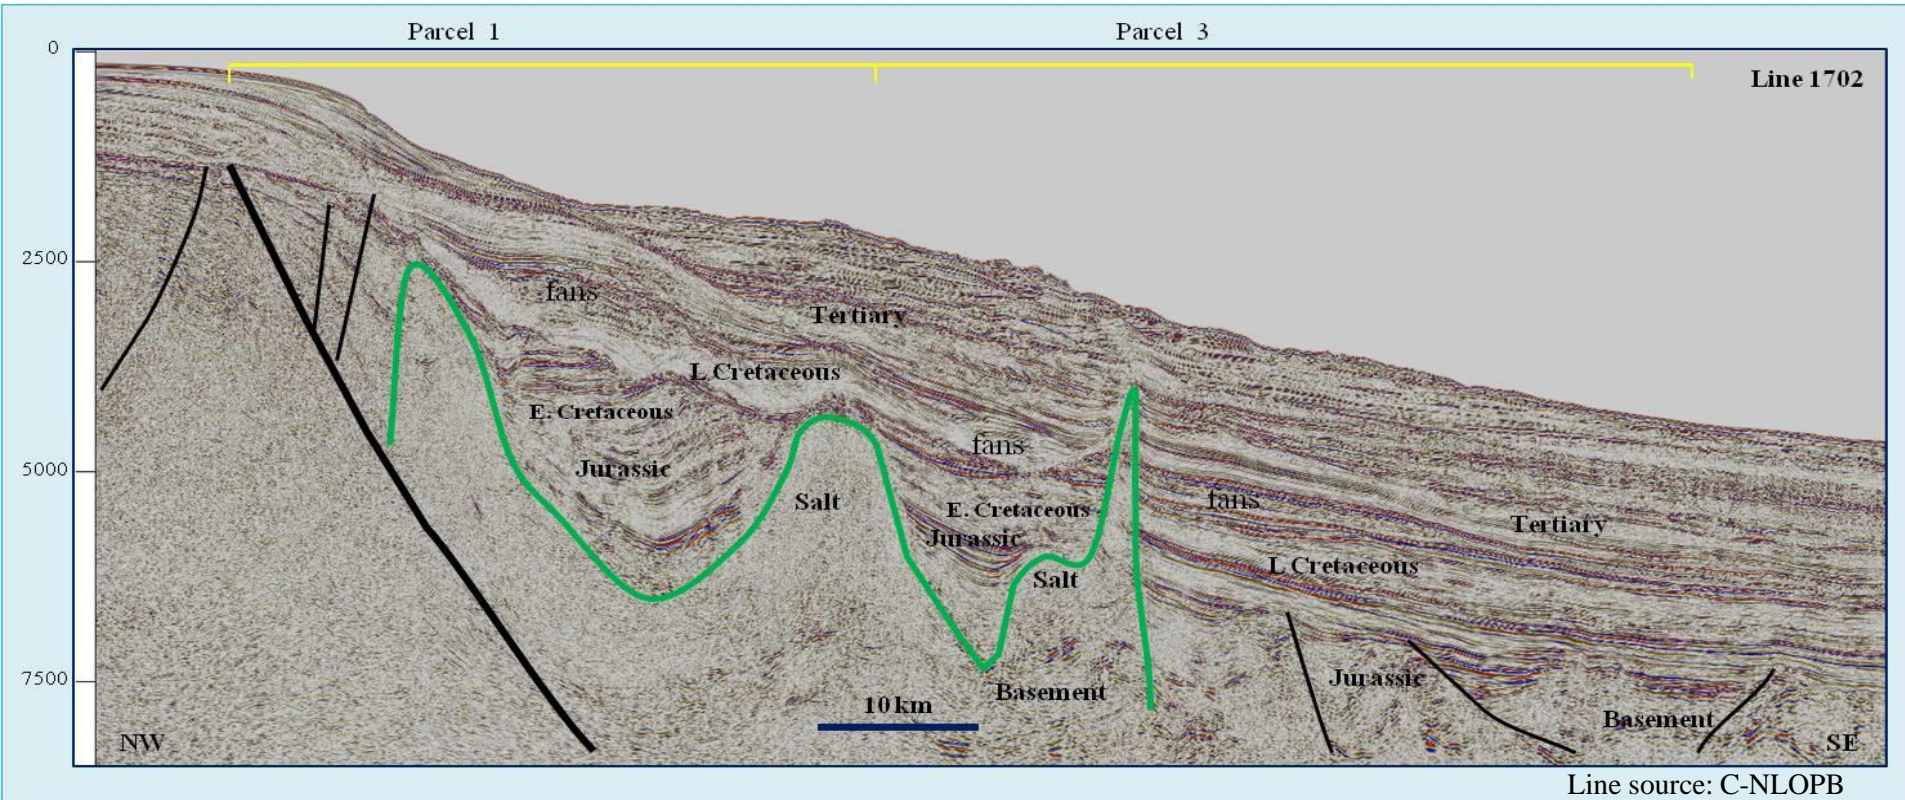 Parcel 1
Parcel 3
0
Line 1702
2500
fans
Tertiary
L Cretaceous
E. Cretaceous
fans
5000
Jurassic
Salt
fans
E. Cretaceous
Tertiary
Jurassic
L Cretaceous
Salt
7500
Jurassic
Basement
10 km
Basement
NW
SE
Line source: C-NLOPB